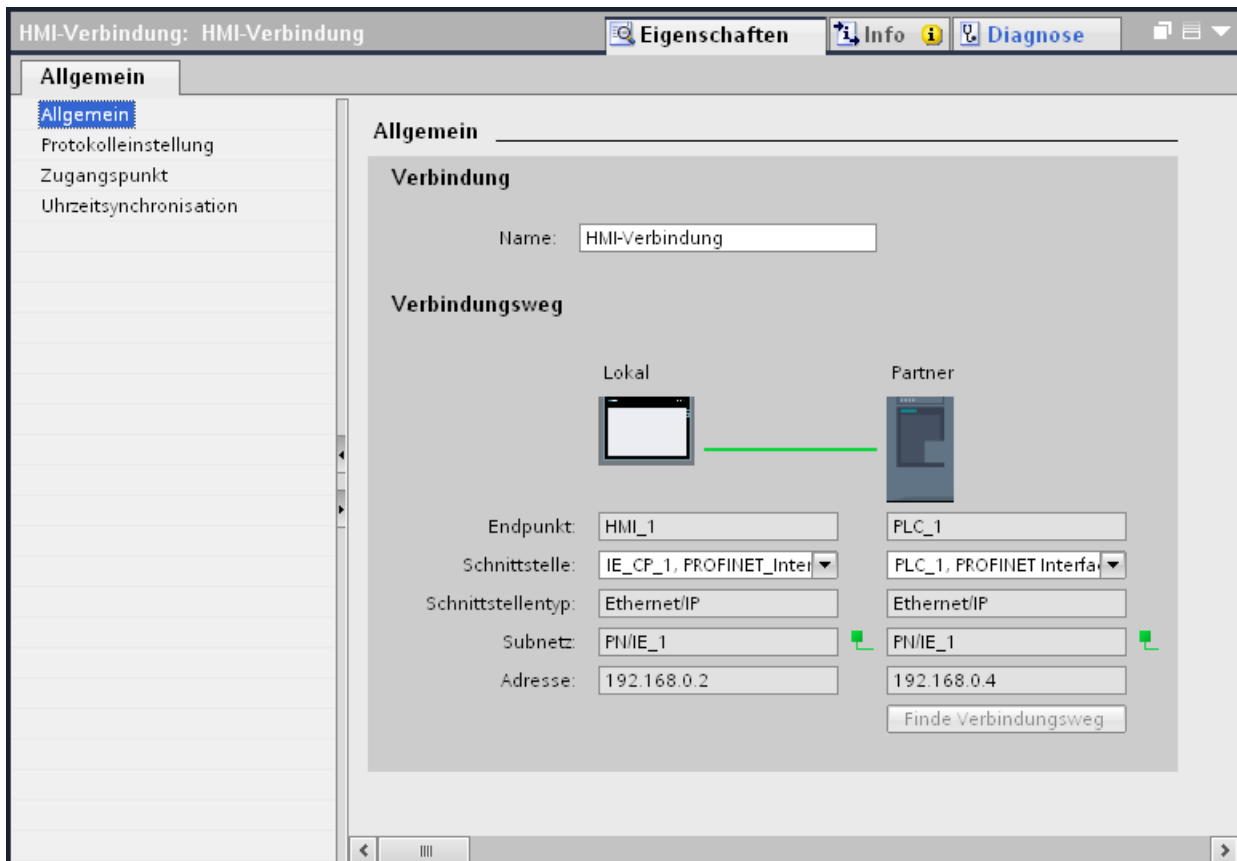 HMI-Verbindung: HMI-Verbindung
Eigenschaften
Info
Diagnose
Allgemein
Allgemein
Protokolleinstellung
Zugangspunkt
Uhrzeitsynchronisation
Allgemein
Verbindung
Name: HMI-Verbindung
Verbindungsweg
Lokal Partner
Endpunkt: HMI_1 PLC_1
Schnittstelle: IE_CP_1, PROFINET_Inter PLC_1, PROFINET Interfa
Schnittstellentyp: Ethernet/IP Ethernet/IP
Subnetz: PN/IE_1 PN/IE_1
Adresse: 192.168.0.2 192.168.0.4
Finde Verbindungsweg